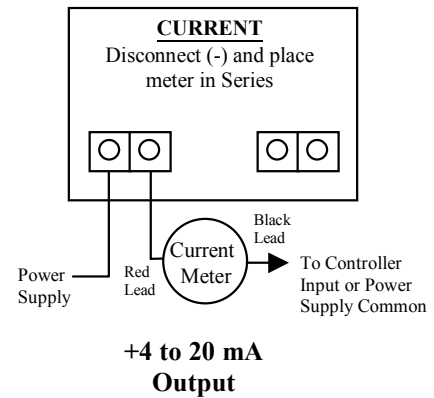 CURRENT
Disconnect (-) and place
meter in Series
Black
Lead
Current
Meter
Power
Supply
Red
Lead
To Controller
Input or Power
Supply Common
+4 to 20 mA
Output